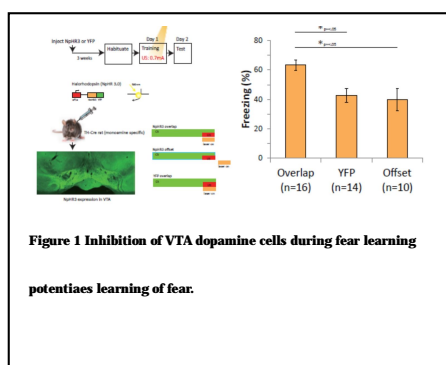 Inject NpHR3 or YFP
3 weeks
Habituate
Day 1
Training
US: 0.7mA
Day 2
Test
Halorhodopsin (NpHR 3.0)
TH-Cre rat (monoamine specific)
NpHR3 expression in VTA
NpHR3 overlap
NpHR3 offset
YFP overlap
Freezing (%)
80
60
40
20
0
* p=<.05
* p=<.05
Overlap
(n=16)
YFP
(n=14)
Offset
(n=10)
Figure 1 Inhibition of VTA dopamine cells during fear learning
potentiaes learning of fear.